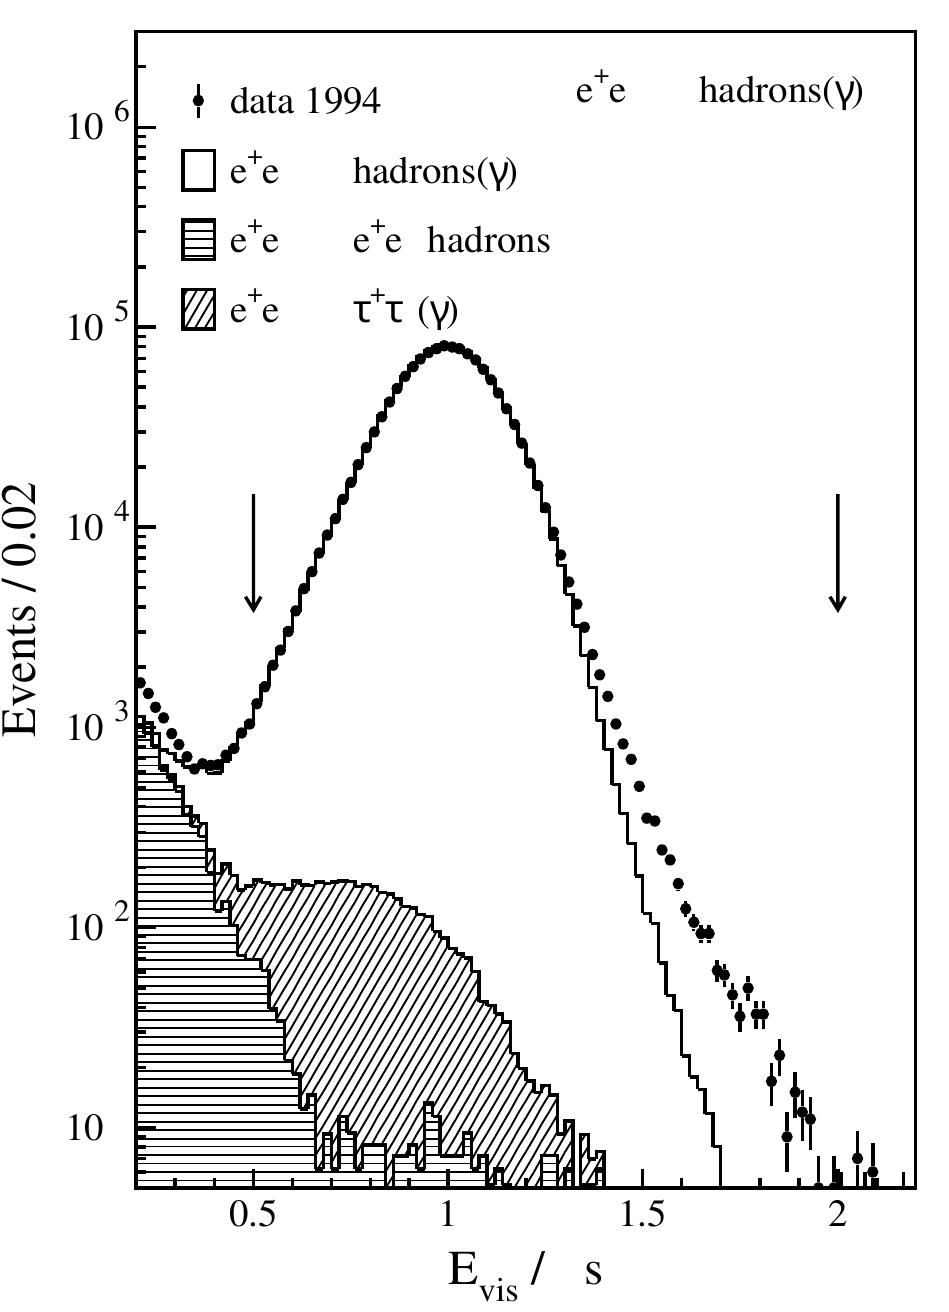 data 1994
e+e hadrons(γ)
e+e hadrons(γ)
e+e e+e hadrons
e+e τ+τ (γ)
10 6
10 5
10 4
10 3
10 2
10
Events / 0.02
0.5 1 1.5 2
Evis / s